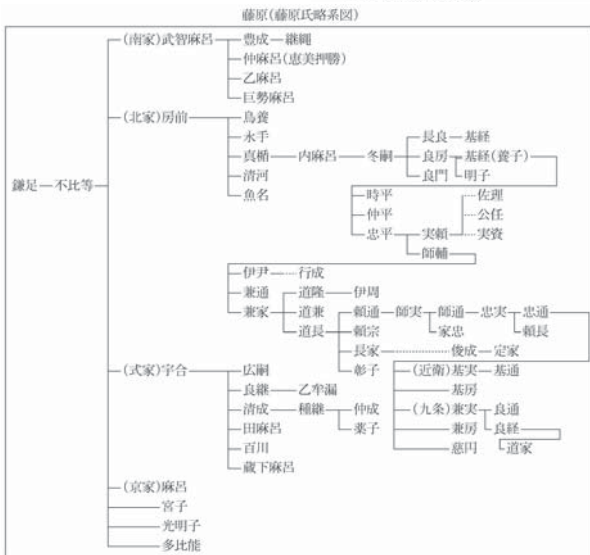 藤原(藤原氏略系図)
(南家)武智麻呂 豊成 継縄
仲麻呂(恵美押勝)
乙麻呂
巨勢麻呂
(北家)房前 鳥養
永手 長良 基経
真楯 内麻呂 冬嗣 良房 基経(養子)
清河 良門 明子
鎌足 不比等 魚名
時平 佐理
仲平 公任
忠平 実頼 実資
師輔
伊尹 行成
兼通 道隆 伊周
兼家 道兼 頼通 師実 師通 忠実 忠通
道長 頼宗 家忠 頼長
長家 俊成 定家
(式家)宇合 広嗣 彰子 (近衛)基実 基通
良継 乙牟漏 基房
清成 種継 仲成 (九条)兼実 良通
田麻呂 薬子 兼房 良経
百川 慈円 道家
蔵下麻呂
(京家)麻呂
宮子
光明子
多比能